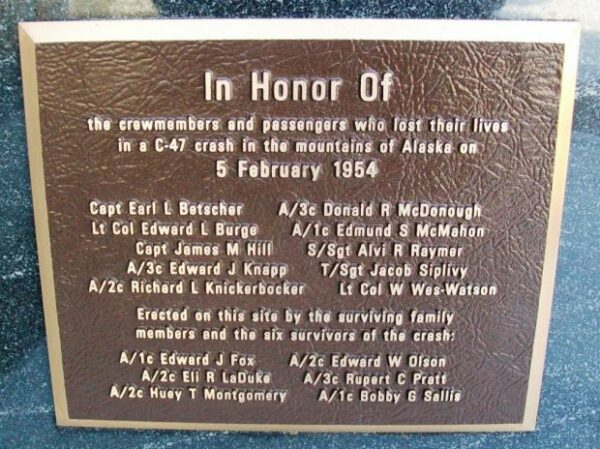 In Honor Of
the crewmembers and passengers who lost their lives
in a C-47 crash in the mountains of Alaska on
5 February 1954
Capt Earl L Betscher A/3c Donald R McDonough
Lt Col Edward L Burge A/1c Edmund S McMahon
Capt James M Hill S/Sgt Alvi R Raymer
A/3c Edward J Knapp T/Sgt Jacob Siplivy
A/2c Richard L Knickerbocker Lt Col W Wes-Watson
Erected on this site by the surviving family
members and the six survivors of the crash:
A/1c Edward J Fox A/2c Edward W Olson
A/2c Eli R LaDuke A/3c Rupert C Pratt
A/2c Huey T Montgomery A/1c Bobby G Sallis